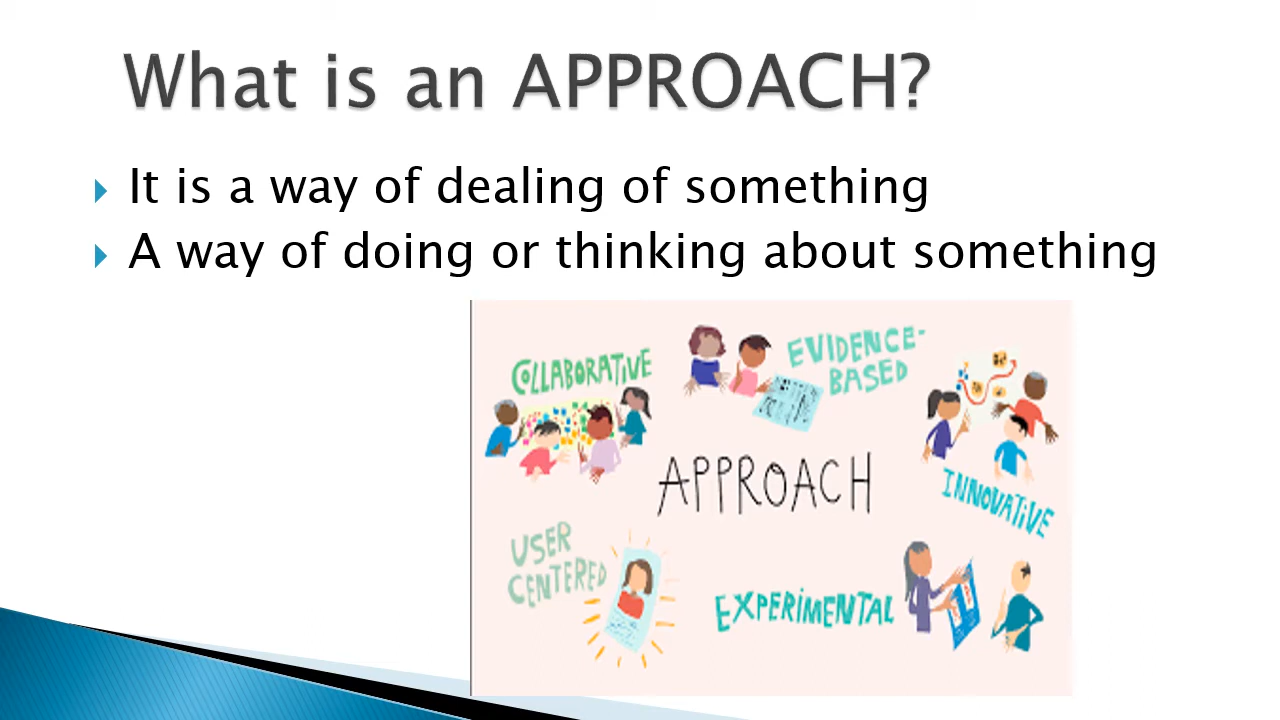 What is an APPROACH?
It is a way of dealing of something
A way of doing or thinking about something
COLLABORATIVE
EVIDENCE-
BASED
APPROACH
INNOVATIVE
USER
CENTERED
EXPERIMENTAL